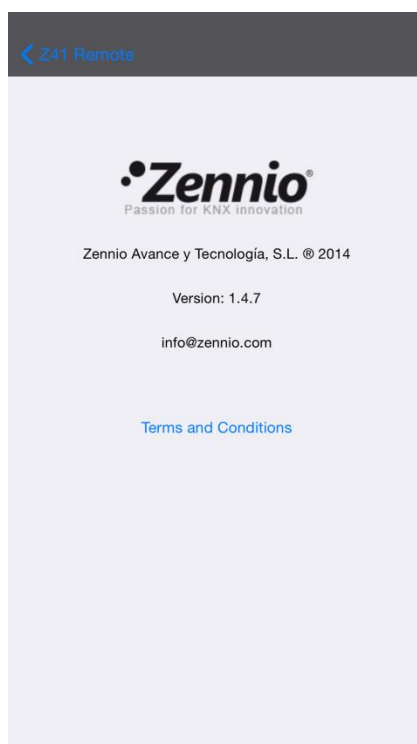 Z41 Remote
Zennio®
Passion for KNX innovation
Zennio Avance y Tecnología, S.L. ® 2014
Version: 1.4.7
info@zennio.com
Terms and Conditions